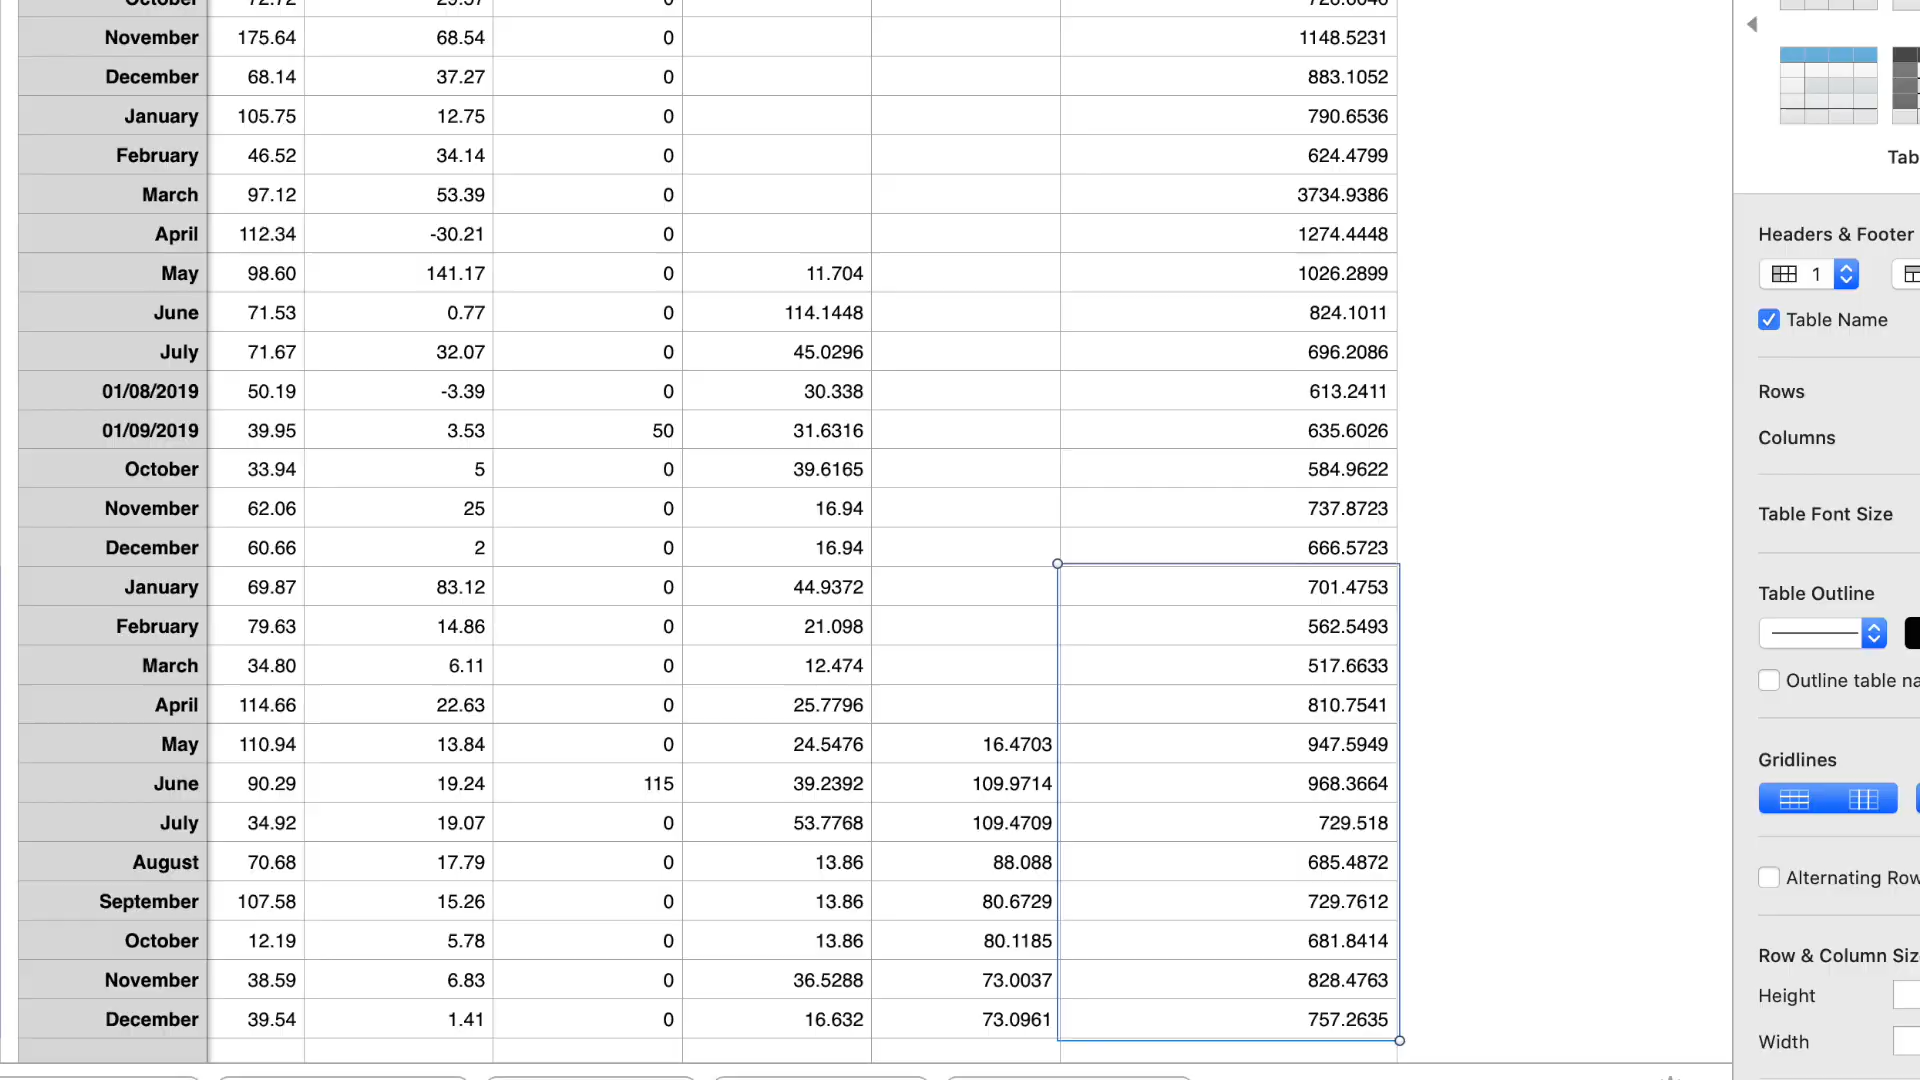 November 175.64 68.54 0 1148.5231
December 68.14 37.27 0 883.1052
January 105.75 12.75 0 790.6536
February 46.52 34.14 0 624.4799
March 97.12 53.39 0 3734.9386
April 112.34 -30.21 0 1274.4448
May 98.60 141.17 0 11.704 1026.2899
June 71.53 0.77 0 114.1448 824.1011
July 71.67 32.07 0 45.0296 696.2086
01/08/2019 50.19 -3.39 0 30.338 613.2411
01/09/2019 39.95 3.53 50 31.6316 635.6026
October 33.94 5 0 39.6165 584.9622
November 62.06 25 0 16.94 737.8723
December 60.66 2 0 16.94 666.5723
January 69.87 83.12 0 44.9372 701.4753
February 79.63 14.86 0 21.098 562.5493
March 34.80 6.11 0 12.474 517.6633
April 114.66 22.63 0 25.7796 810.7541
May 110.94 13.84 0 24.5476 16.4703 947.5949
June 90.29 19.24 115 39.2392 109.9714 968.3664
July 34.92 19.07 0 53.7768 109.4709 729.518
August 70.68 17.79 0 13.86 88.088 685.4872
September 107.58 15.26 0 13.86 80.6729 729.7612
October 12.19 5.78 0 13.86 80.1185 681.8414
November 38.59 6.83 0 36.5288 73.0037 828.4763
December 39.54 1.41 0 16.632 73.0961 757.2635
Tab
Headers & Footer
1
Table Name
Rows
Columns
Table Font Size
Table Outline
Outline table na
Gridlines
Alternating Row
Row & Column Siz
Height
Width